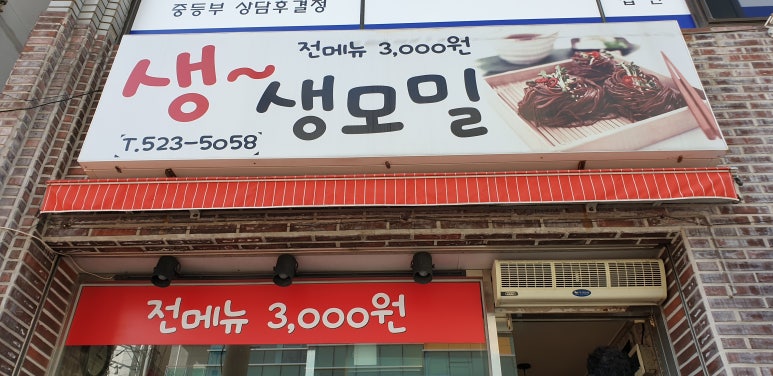 중등부 상담후결정
전메뉴 3,000원
생~
생모밀
T.523-5058
전메뉴 3,000원